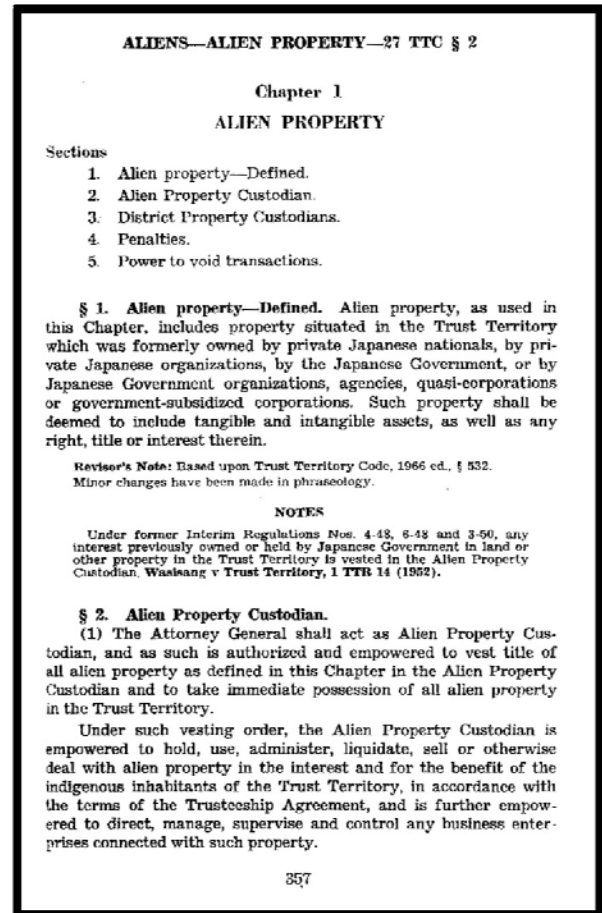 ALIENS—ALIEN PROPERTY—27 TTC § 2
Chapter 1
ALIEN PROPERTY
Sections
1. Alien property—Defined.
2. Alien Property Custodian.
3. District Property Custodians.
4. Penalties.
5. Power to void transactions.
§ 1. Alien property—Defined. Alien property, as used in
this Chapter, includes property situated in the Trust Territory
which was formerly owned by private Japanese nationals, by pri-
vate Japanese organizations, by the Japanese Government, or by
Japanese Government organizations, agencies, quasi-corporations
or government-subsidized corporations. Such property shall be
deemed to include tangible and intangible assets, as well as any
right, title or interest therein.
Revisor's Note: Based upon Trust Territory Code, 1966 ed., § 532.
Minor changes have been made in phraseology.
NOTES
Under former Interim Regulations Nos. 4-48, 6-48 and 3-50, any
interest previously owned or held by Japanese Government in land or
other property in the Trust Territory is vested in the Alien Property
Custodian. Wasisang v Trust Territory, 1 TTR 14 (1952).
§ 2. Alien Property Custodian.
(1) The Attorney General shall act as Alien Property Cus-
todian, and as such is authorized and empowered to vest title of
all alien property as defined in this Chapter in the Alien Property
Custodian and to take immediate possession of all alien property
in the Trust Territory.
Under such vesting order, the Alien Property Custodian is
empowered to hold, use, administer, liquidate, sell or otherwise
deal with alien property in the interest and for the benefit of the
indigenous inhabitants of the Trust Territory, in accordance with
the terms of the Trusteeship Agreement, and is further empow-
ered to direct, manage, supervise and control any business enter-
prises connected with such property.
357